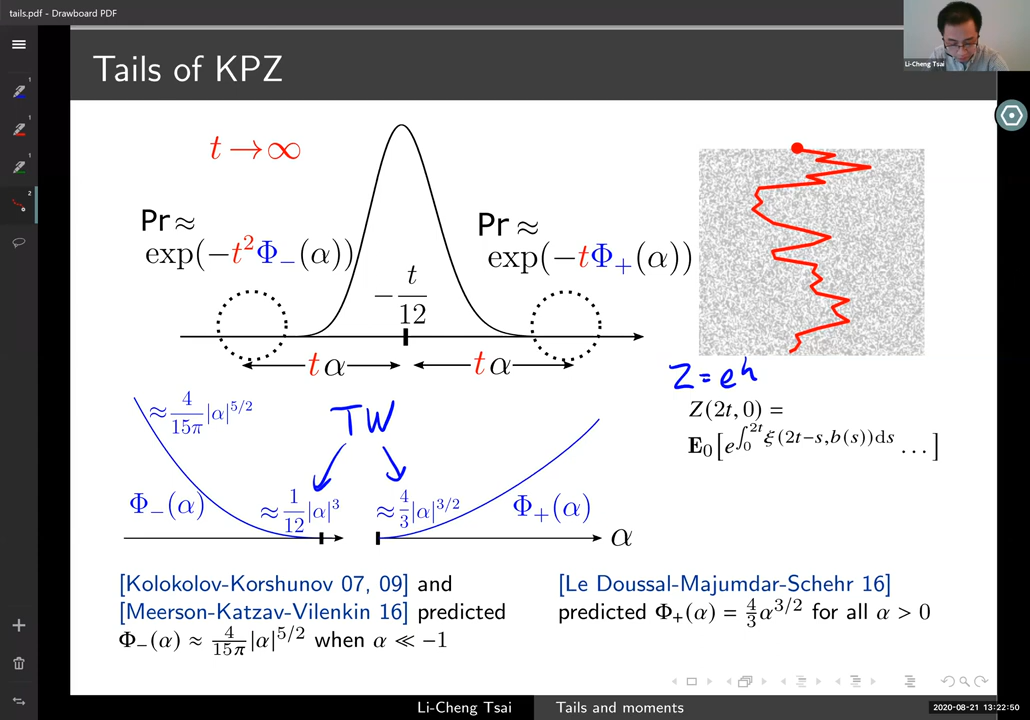 tails.pdf - Drawboard PDF
Li-Cheng Tsai
Tails of KPZ
t→∞
Pr≈
exp(−t²Φ₋(α))
Pr≈
exp(−tΦ₊(α))
−t/12
tα
tα
Z=eʰ
Z(2t,0) =
E₀[e^{∫₀^{2t} ξ(2t−s,b(s))ds} ...]
≈4/15π|α|^{5/2}
TW
Φ₋(α)
≈1/12|α|³
≈4/3|α|^{3/2}
Φ₊(α)
α
[Kolokolov-Korshunov 07, 09] and
[Meerson-Katzav-Vilenkin 16] predicted
Φ₋(α) ≈ 4/15π|α|^{5/2} when α ≪ −1
[Le Doussal-Majumdar-Schehr 16]
predicted Φ₊(α) = 4/3α^{3/2} for all α > 0
Li-Cheng Tsai
Tails and moments
2020-08-21 13:22:50